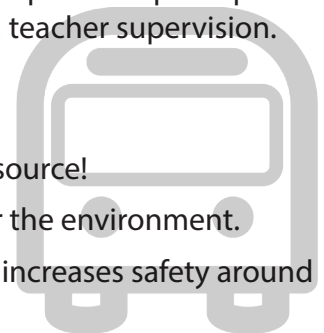 teacher supervision.
source!
the environment.
increases safety around